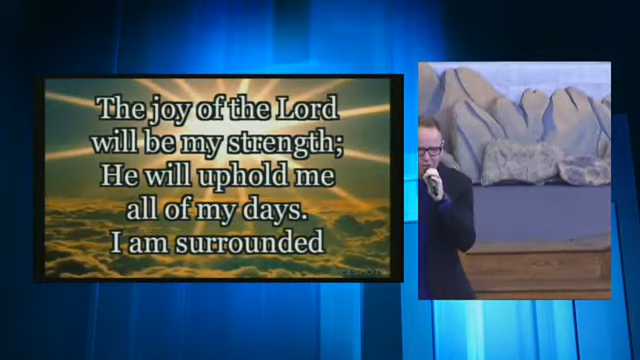 The joy of the Lord
will be my strength;
He will uphold me
all of my days.
I am surrounded